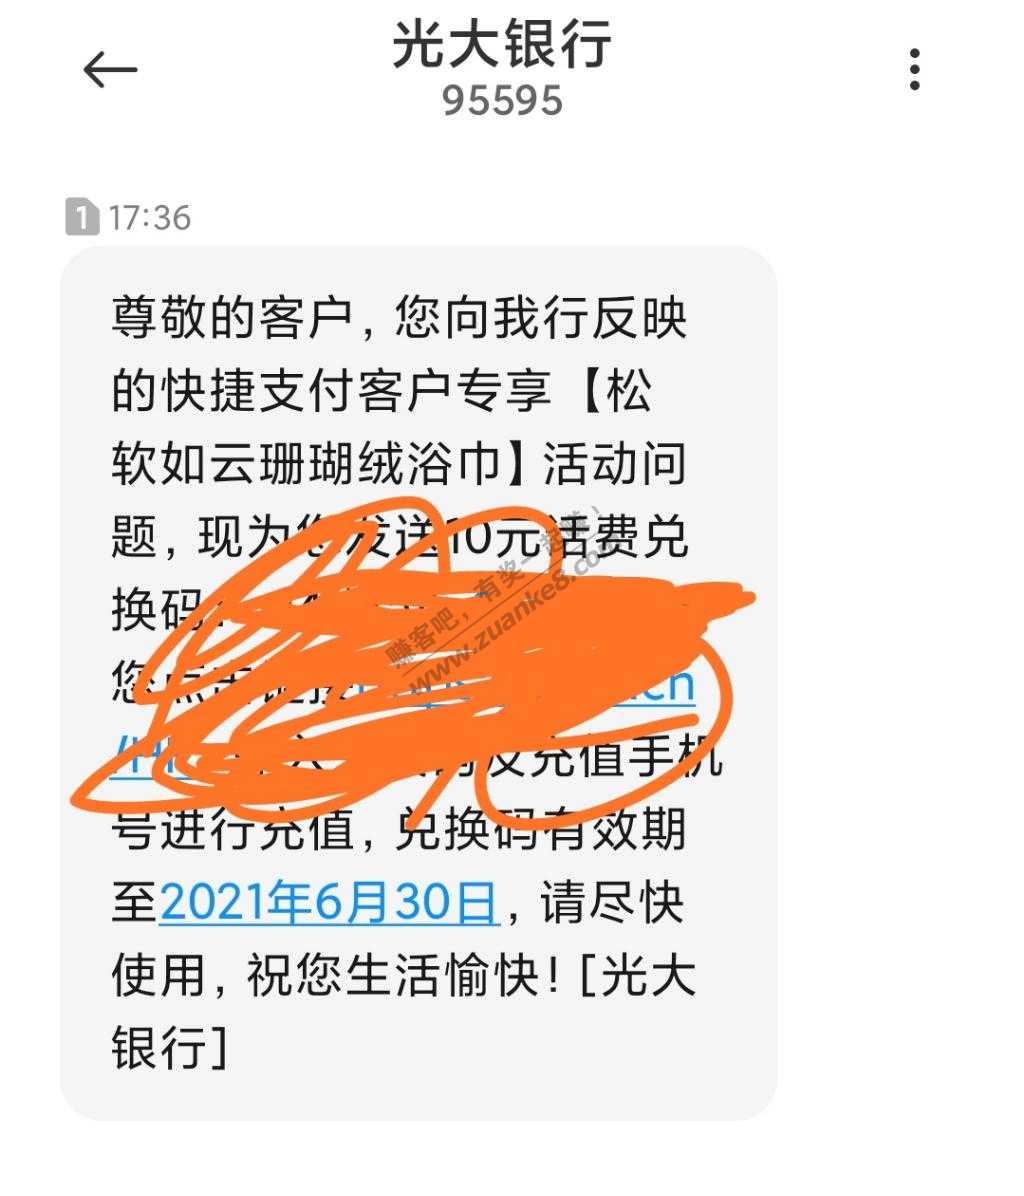 光大银行
95595
1 17:36
尊敬的客户，您向我行反映
的快捷支付客户专享【松
软如云珊瑚绒浴巾】活动问
题，现为您发送10元话费兑
换码:
您点击链接
充值手机
号进行充值，兑换码有效期
至2021年6月30日，请尽快
使用，祝您生活愉快！[光大
银行]
赚客吧，有奖一起赚！
www.zuanke8.com